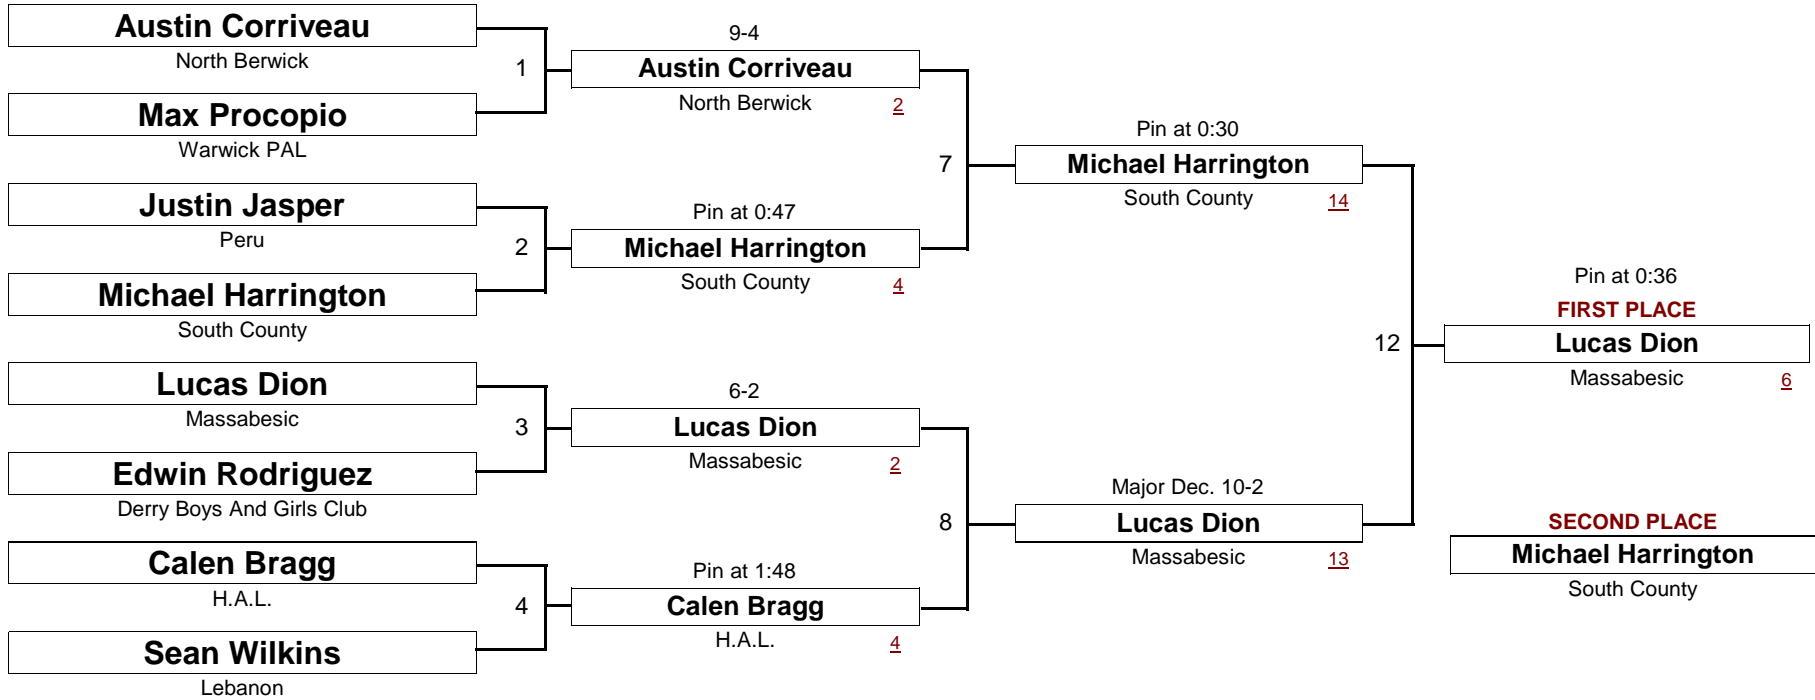 Austin Corriveau
North Berwick
1
Max Procopio
Warwick PAL
Justin Jasper
Peru
2
Michael Harrington
South County
Lucas Dion
Massabesic
3
Edwin Rodriguez
Derry Boys And Girls Club
Calen Bragg
H.A.L.
4
Sean Wilkins
Lebanon
9-4
Austin Corriveau
North Berwick 2
7
Pin at 0:47
Michael Harrington
South County 4
6-2
Lucas Dion
Massabesic 2
8
Pin at 1:48
Calen Bragg
H.A.L. 4
Pin at 0:30
Michael Harrington
South County 14
12
Major Dec. 10-2
Lucas Dion
Massabesic 13
Pin at 0:36
FIRST PLACE
Lucas Dion
Massabesic 6
SECOND PLACE
Michael Harrington
South County